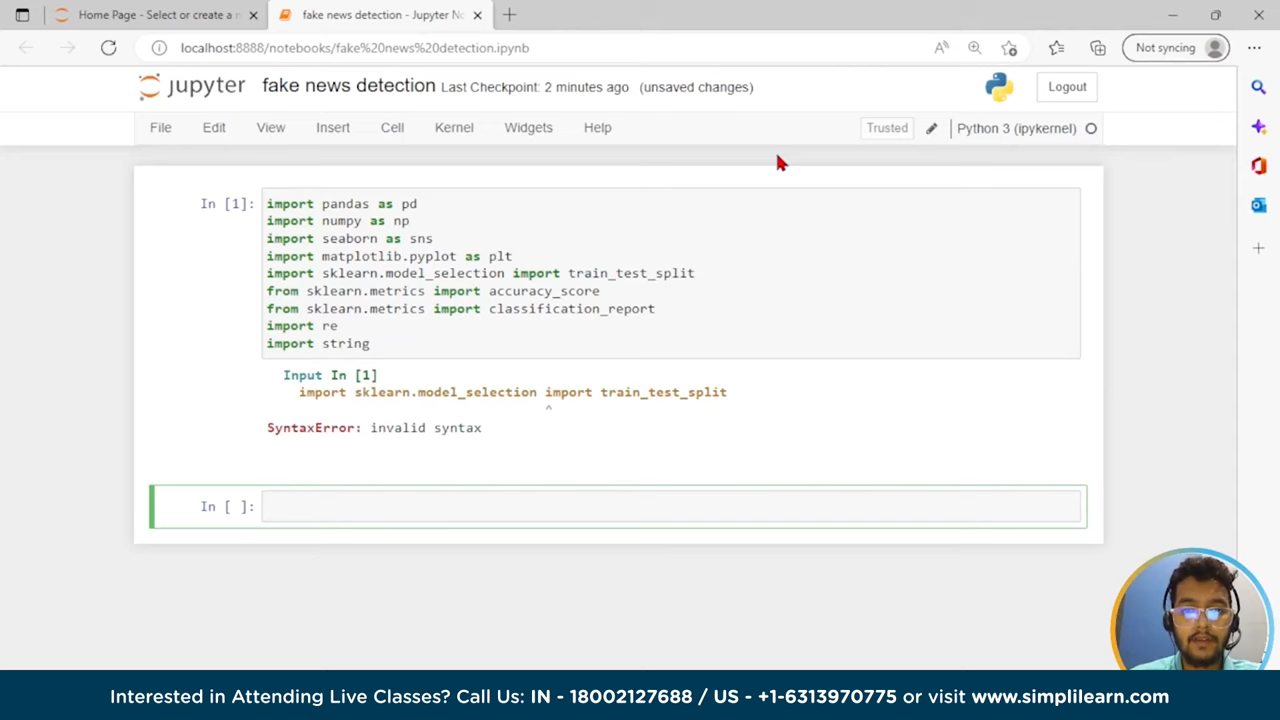 Home Page - Select or create a n
fake news detection - Jupyter No
localhost:8888/notebooks/fake%20news%20detection.ipynb
Not syncing
jupyter fake news detection Last Checkpoint: 2 minutes ago (unsaved changes)
Logout
File Edit View Insert Cell Kernel Widgets Help
Trusted Python 3 (ipykernel)
In [1]: import pandas as pd
import numpy as np
import seaborn as sns
import matplotlib.pyplot as plt
import sklearn.model_selection import train_test_split
from sklearn.metrics import accuracy_score
from sklearn.metrics import classification_report
import re
import string
Input In [1]
import sklearn.model_selection import train_test_split
^
SyntaxError: invalid syntax
In [ ]:
Interested in Attending Live Classes? Call Us: IN - 18002127688 / US - +1-6313970775 or visit www.simplilearn.com